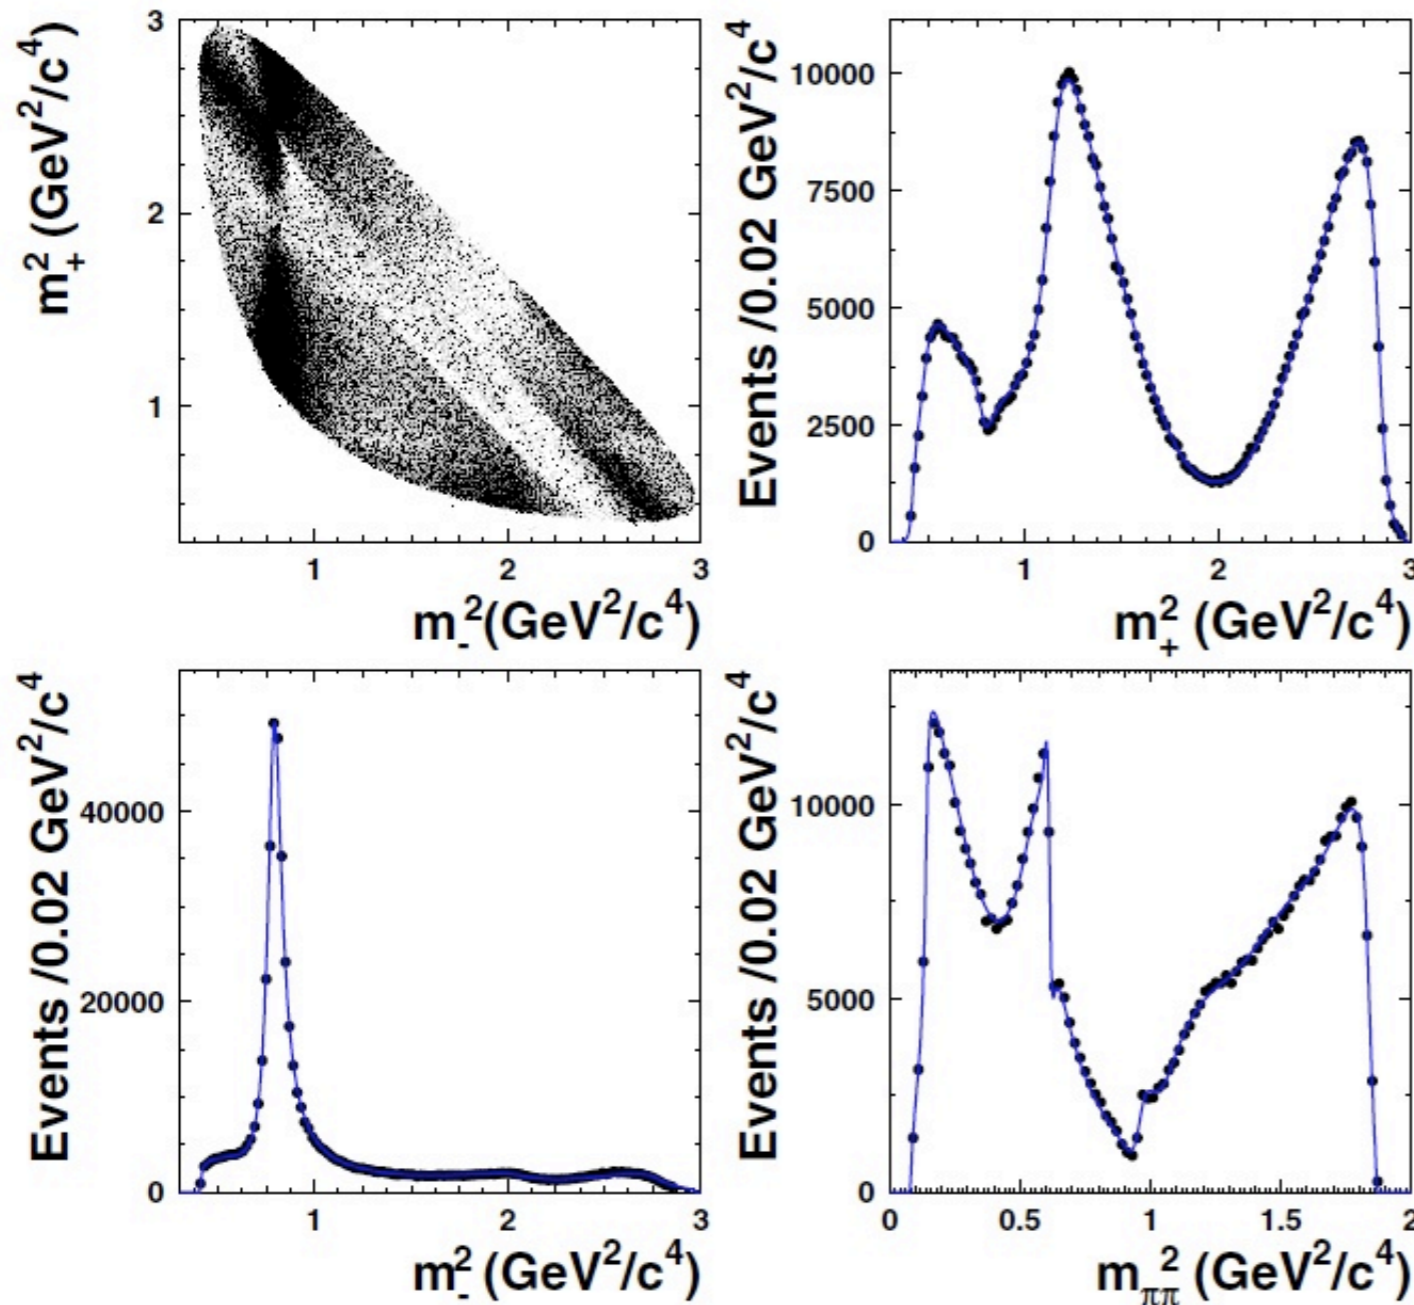 m₊² (GeV²/c⁴)
3
2
1
1 2 3
m₋²(GeV²/c⁴)
Events /0.02 GeV²/c⁴
10000
7500
5000
2500
0
1 2 3
m₊² (GeV²/c⁴)
Events /0.02 GeV²/c⁴
40000
20000
0
1 2 3
m₋² (GeV²/c⁴)
Events /0.02 GeV²/c⁴
10000
5000
0
0 0.5 1 1.5 2
mππ² (GeV²/c⁴)